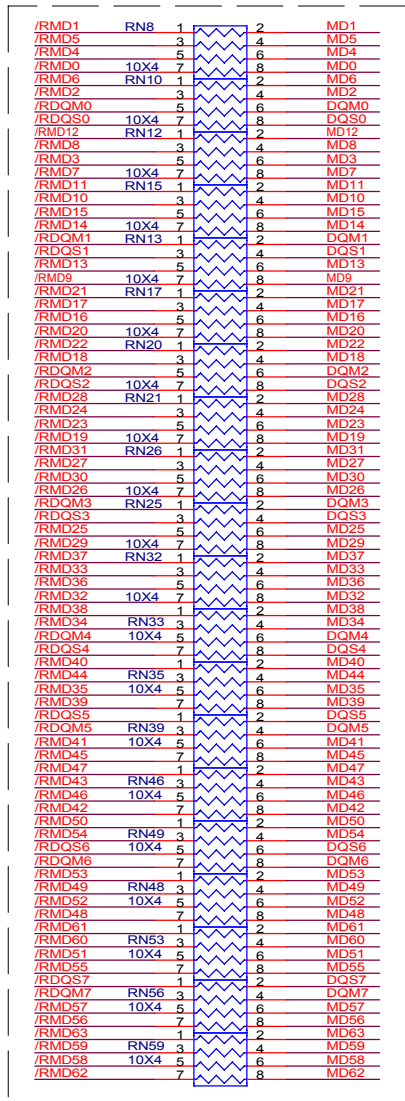 /RMD1 RN8 1 2 MD1
/RMD5 3 4 MD5
/RMD4 5 6 MD4
/RMD0 10X4 7 8 MD0
/RMD6 RN10 1 2 MD6
/RMD2 3 4 MD2
/RDQM0 5 6 DQM0
/RDQS0 10X4 7 8 DQS0
/RMD12 RN12 1 2 MD12
/RMD8 3 4 MD8
/RMD3 5 6 MD3
/RMD7 10X4 7 8 MD7
/RMD11 RN15 1 2 MD11
/RMD10 3 4 MD10
/RMD15 5 6 MD15
/RMD14 10X4 7 8 MD14
/RDQM1 RN13 1 2 DQM1
/RDQS1 3 4 DQS1
/RMD13 5 6 MD13
/RMD9 10X4 7 8 MD9
/RMD21 RN17 1 2 MD21
/RMD17 3 4 MD17
/RMD16 5 6 MD16
/RMD20 10X4 7 8 MD20
/RMD22 RN20 1 2 MD22
/RMD18 3 4 MD18
/RDQM2 5 6 DQM2
/RDQS2 10X4 7 8 DQS2
/RMD28 RN21 1 2 MD28
/RMD24 3 4 MD24
/RMD23 5 6 MD23
/RMD19 10X4 7 8 MD19
/RMD31 RN26 1 2 MD31
/RMD27 3 4 MD27
/RMD30 5 6 MD30
/RMD26 10X4 7 8 MD26
/RDQM3 RN25 1 2 DQM3
/RDQS3 3 4 DQS3
/RMD25 5 6 MD25
/RMD29 10X4 7 8 MD29
/RMD37 RN32 1 2 MD37
/RMD33 3 4 MD33
/RMD36 5 6 MD36
/RMD32 10X4 7 8 MD32
/RMD38 1 2 MD38
/RMD34 RN33 3 4 MD34
/RDQM4 10X4 5 6 DQM4
/RDQS4 7 8 DQS4
/RMD40 1 2 MD40
/RMD44 RN35 3 4 MD44
/RMD35 10X4 5 6 MD35
/RMD39 7 8 MD39
/RDQS5 1 2 DQS5
/RDQM5 RN39 3 4 DQM5
/RMD41 10X4 5 6 MD41
/RMD45 7 8 MD45
/RMD47 1 2 MD47
/RMD43 RN46 3 4 MD43
/RMD46 10X4 5 6 MD46
/RMD42 7 8 MD42
/RMD50 1 2 MD50
/RMD54 RN49 3 4 MD54
/RDQS6 10X4 5 6 DQS6
/RDQM6 7 8 DQM6
/RMD53 1 2 MD53
/RMD49 RN48 3 4 MD49
/RMD52 10X4 5 6 MD52
/RMD48 7 8 MD48
/RMD61 1 2 MD61
/RMD60 RN53 3 4 MD60
/RMD51 10X4 5 6 MD51
/RMD55 7 8 MD55
/RDQS7 1 2 DQS7
/RDQM7 RN56 3 4 DQM7
/RMD57 10X4 5 6 MD57
/RMD56 7 8 MD56
/RMD63 1 2 MD63
/RMD59 RN59 3 4 MD59
/RMD58 10X4 5 6 MD58
/RMD62 7 8 MD62